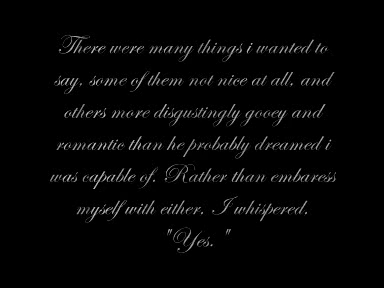 There were many things i wanted to
say, some of them not nice at all, and
others more disgustingly gooey and
romantic than he probably dreamed i
was capable of. Rather than embaress
myself with either, I whispered,
"Yes. "